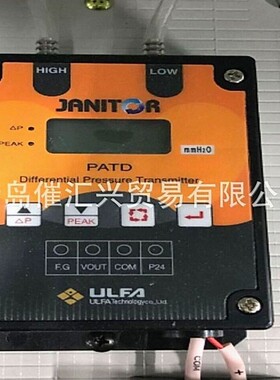 HIGH LOW
JANITOR
ΔP
PEAK
mmH2O
PATD
Differential Pressure Transmitter
岛催汇兴贸易有限公
ΔP PEAK
F.G VOUT COM P24
ULFA
ULFA Technology co., Ltd.
COM